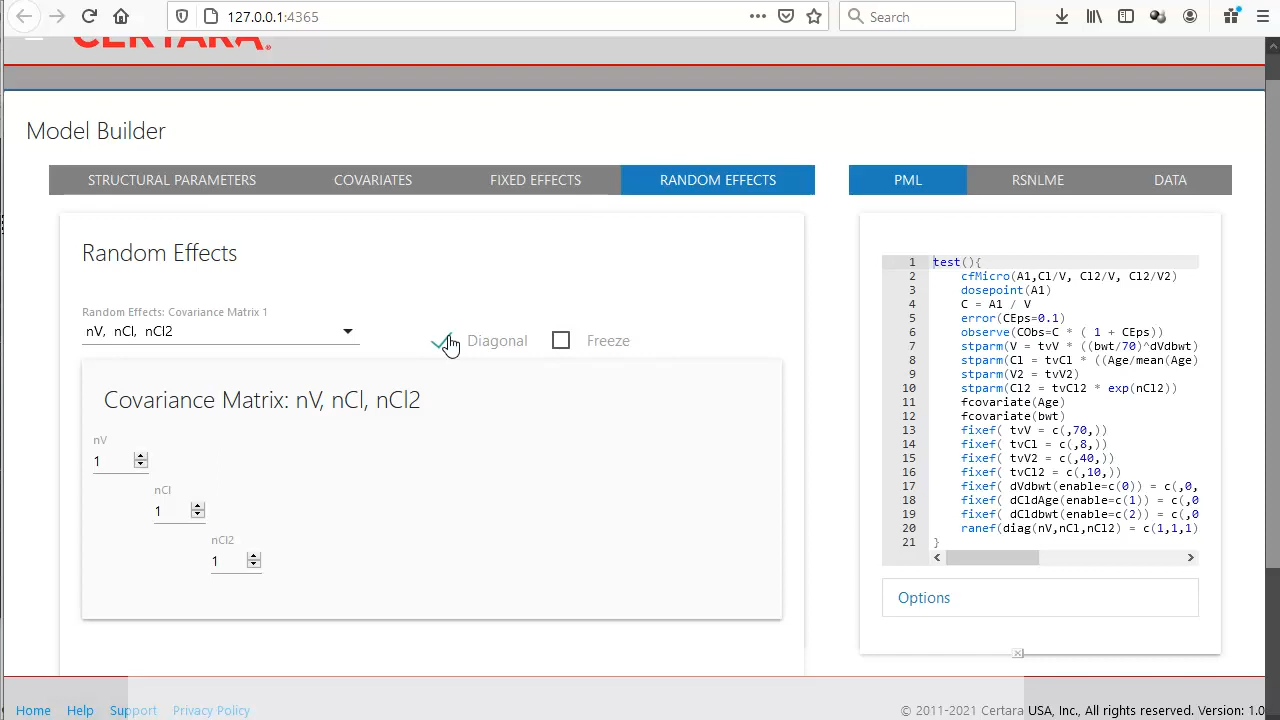 127.0.0.1:4365
Search
CERTARA
Model Builder
STRUCTURAL PARAMETERS COVARIATES FIXED EFFECTS RANDOM EFFECTS PML RSNLME DATA
Random Effects
Random Effects: Covariance Matrix 1
nV, nCl, nCl2
Diagonal Freeze
Covariance Matrix: nV, nCl, nCl2
nV
1
nCl
1
nCl2
1
1 test(){
2 cfMicro(A1,Cl/V, Cl2/V, Cl2/V2)
3 dosepoint(A1)
4 C = A1 / V
5 error(CEps=0.1)
6 observe(CObs=C * ( 1 + CEps))
7 stparm(V = tvV * ((bwt/70)^dVdbwt)
8 stparm(Cl = tvCl * ((Age/mean(Age)
9 stparm(V2 = tvV2)
10 stparm(Cl2 = tvCl2 * exp(nCl2))
11 fcovariate(Age)
12 fcovariate(bwt)
13 fixef( tvV = c(,70,))
14 fixef( tvCl = c(,8,))
15 fixef( tvV2 = c(,40,))
16 fixef( tvCl2 = c(,10,))
17 fixef( dVdbwt(enable=c(0)) = c(,0,
18 fixef( dCldAge(enable=c(1)) = c(,0
19 fixef( dCldbwt(enable=c(2)) = c(,0
20 ranef(diag(nV,nCl,nCl2) = c(1,1,1)
21 }
Options
Home Help Support Privacy Policy © 2011-2021 Certara USA, Inc., All rights reserved. Version: 1.0